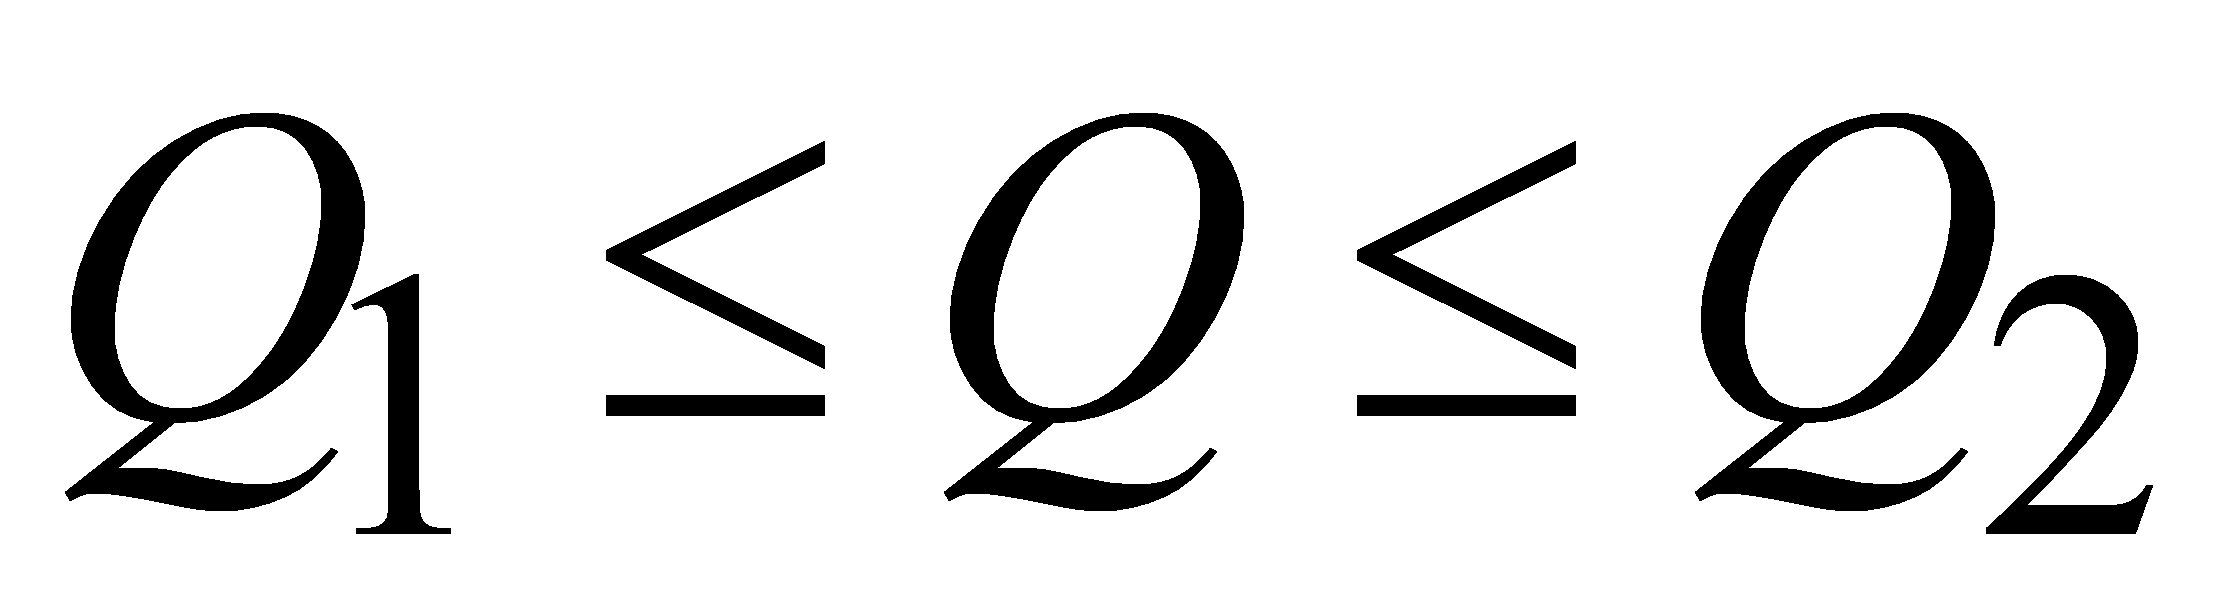 Q₁ ≤ Q ≤ Q₂